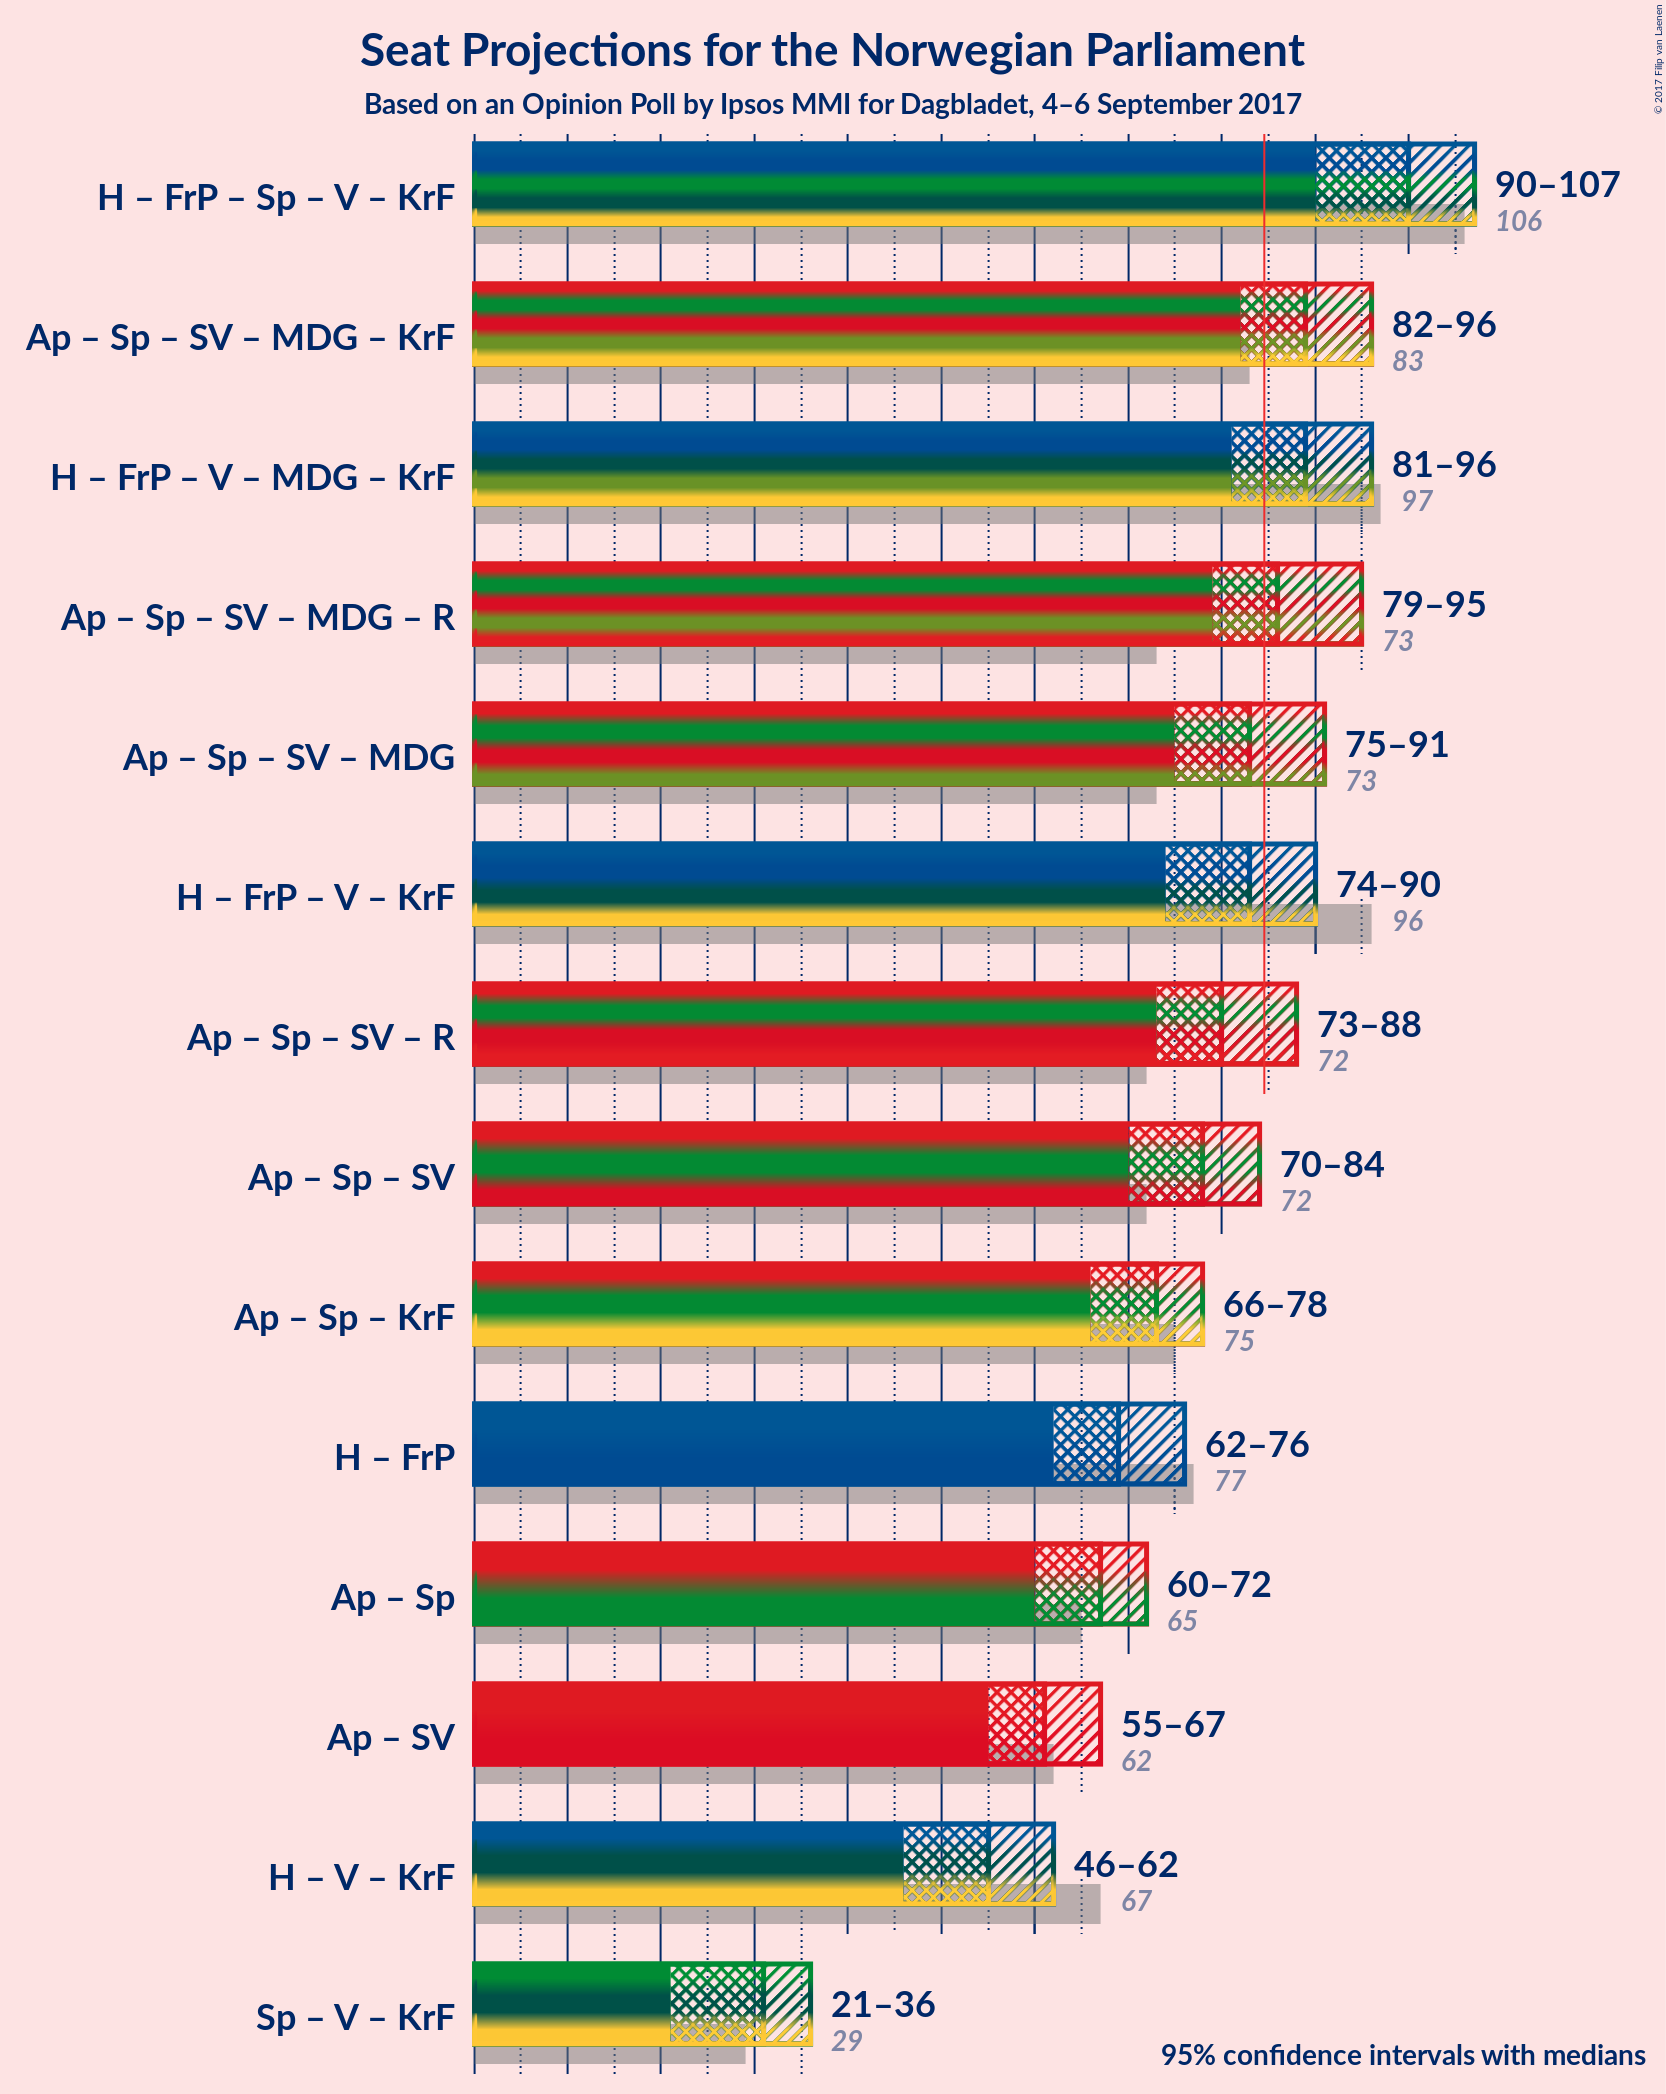 Seat Projections for the Norwegian Parliament
Based on an Opinion Poll by Ipsos MMI for Dagbladet, 4–6 September 2017
© 2017 Filip van Laenen
H – FrP – Sp – V – KrF
90–107
106
Ap – Sp – SV – MDG – KrF
82–96
83
H – FrP – V – MDG – KrF
81–96
97
Ap – Sp – SV – MDG – R
79–95
73
Ap – Sp – SV – MDG
75–91
73
H – FrP – V – KrF
74–90
96
Ap – Sp – SV – R
73–88
72
Ap – Sp – SV
70–84
72
Ap – Sp – KrF
66–78
75
H – FrP
62–76
77
Ap – Sp
60–72
65
Ap – SV
55–67
62
H – V – KrF
46–62
67
Sp – V – KrF
21–36
29
95% confidence intervals with medians